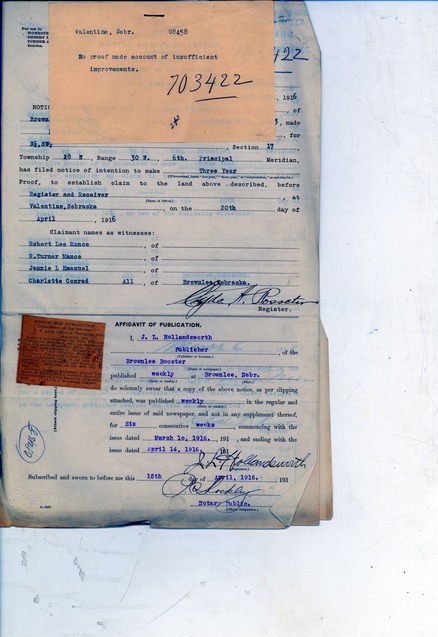 For use in
Valentine, Nebr. 08458
No proof made account of insufficient
improvements.
703422
1916
NOTIC
, of
Brown
, made
, for
Section 17
Township 28 N , Range 30 W. , 6th. Principal Meridian,
has filed notice of intention to make Three Year
Proof, to establish claim to the land above described, before
Register and Receiver , at
Valentine, Nebraska , on the 20th day of
April , 1916
Claimant names as witnesses:
Robert Lee Mance , of
H. Turner Mance , of
Jennie L Emanuel , of
Charlotte Conrad All , of Brownlee, Nebraska.
Clyde A. Rosseter
Register.
AFFIDAVIT OF PUBLICATION.
I, J. L. Hollandsworth
Publisher , of the
Brownlee Booster
published weekly at Brownlee, Nebr.
do solemnly swear that a copy of the above notice, as per clipping
attached, was published weekly in the regular and
entire issue of said newspaper, and not in any supplement thereof,
for Six consecutive weeks , commencing with the
issue dated March 10, 1916. , 191 , and ending with the
issue dated April 14, 1916. , 191
J. L. Hollandsworth
Subscribed and sworn to before me this 15th day of April, 1916. , 191
Notary Public.